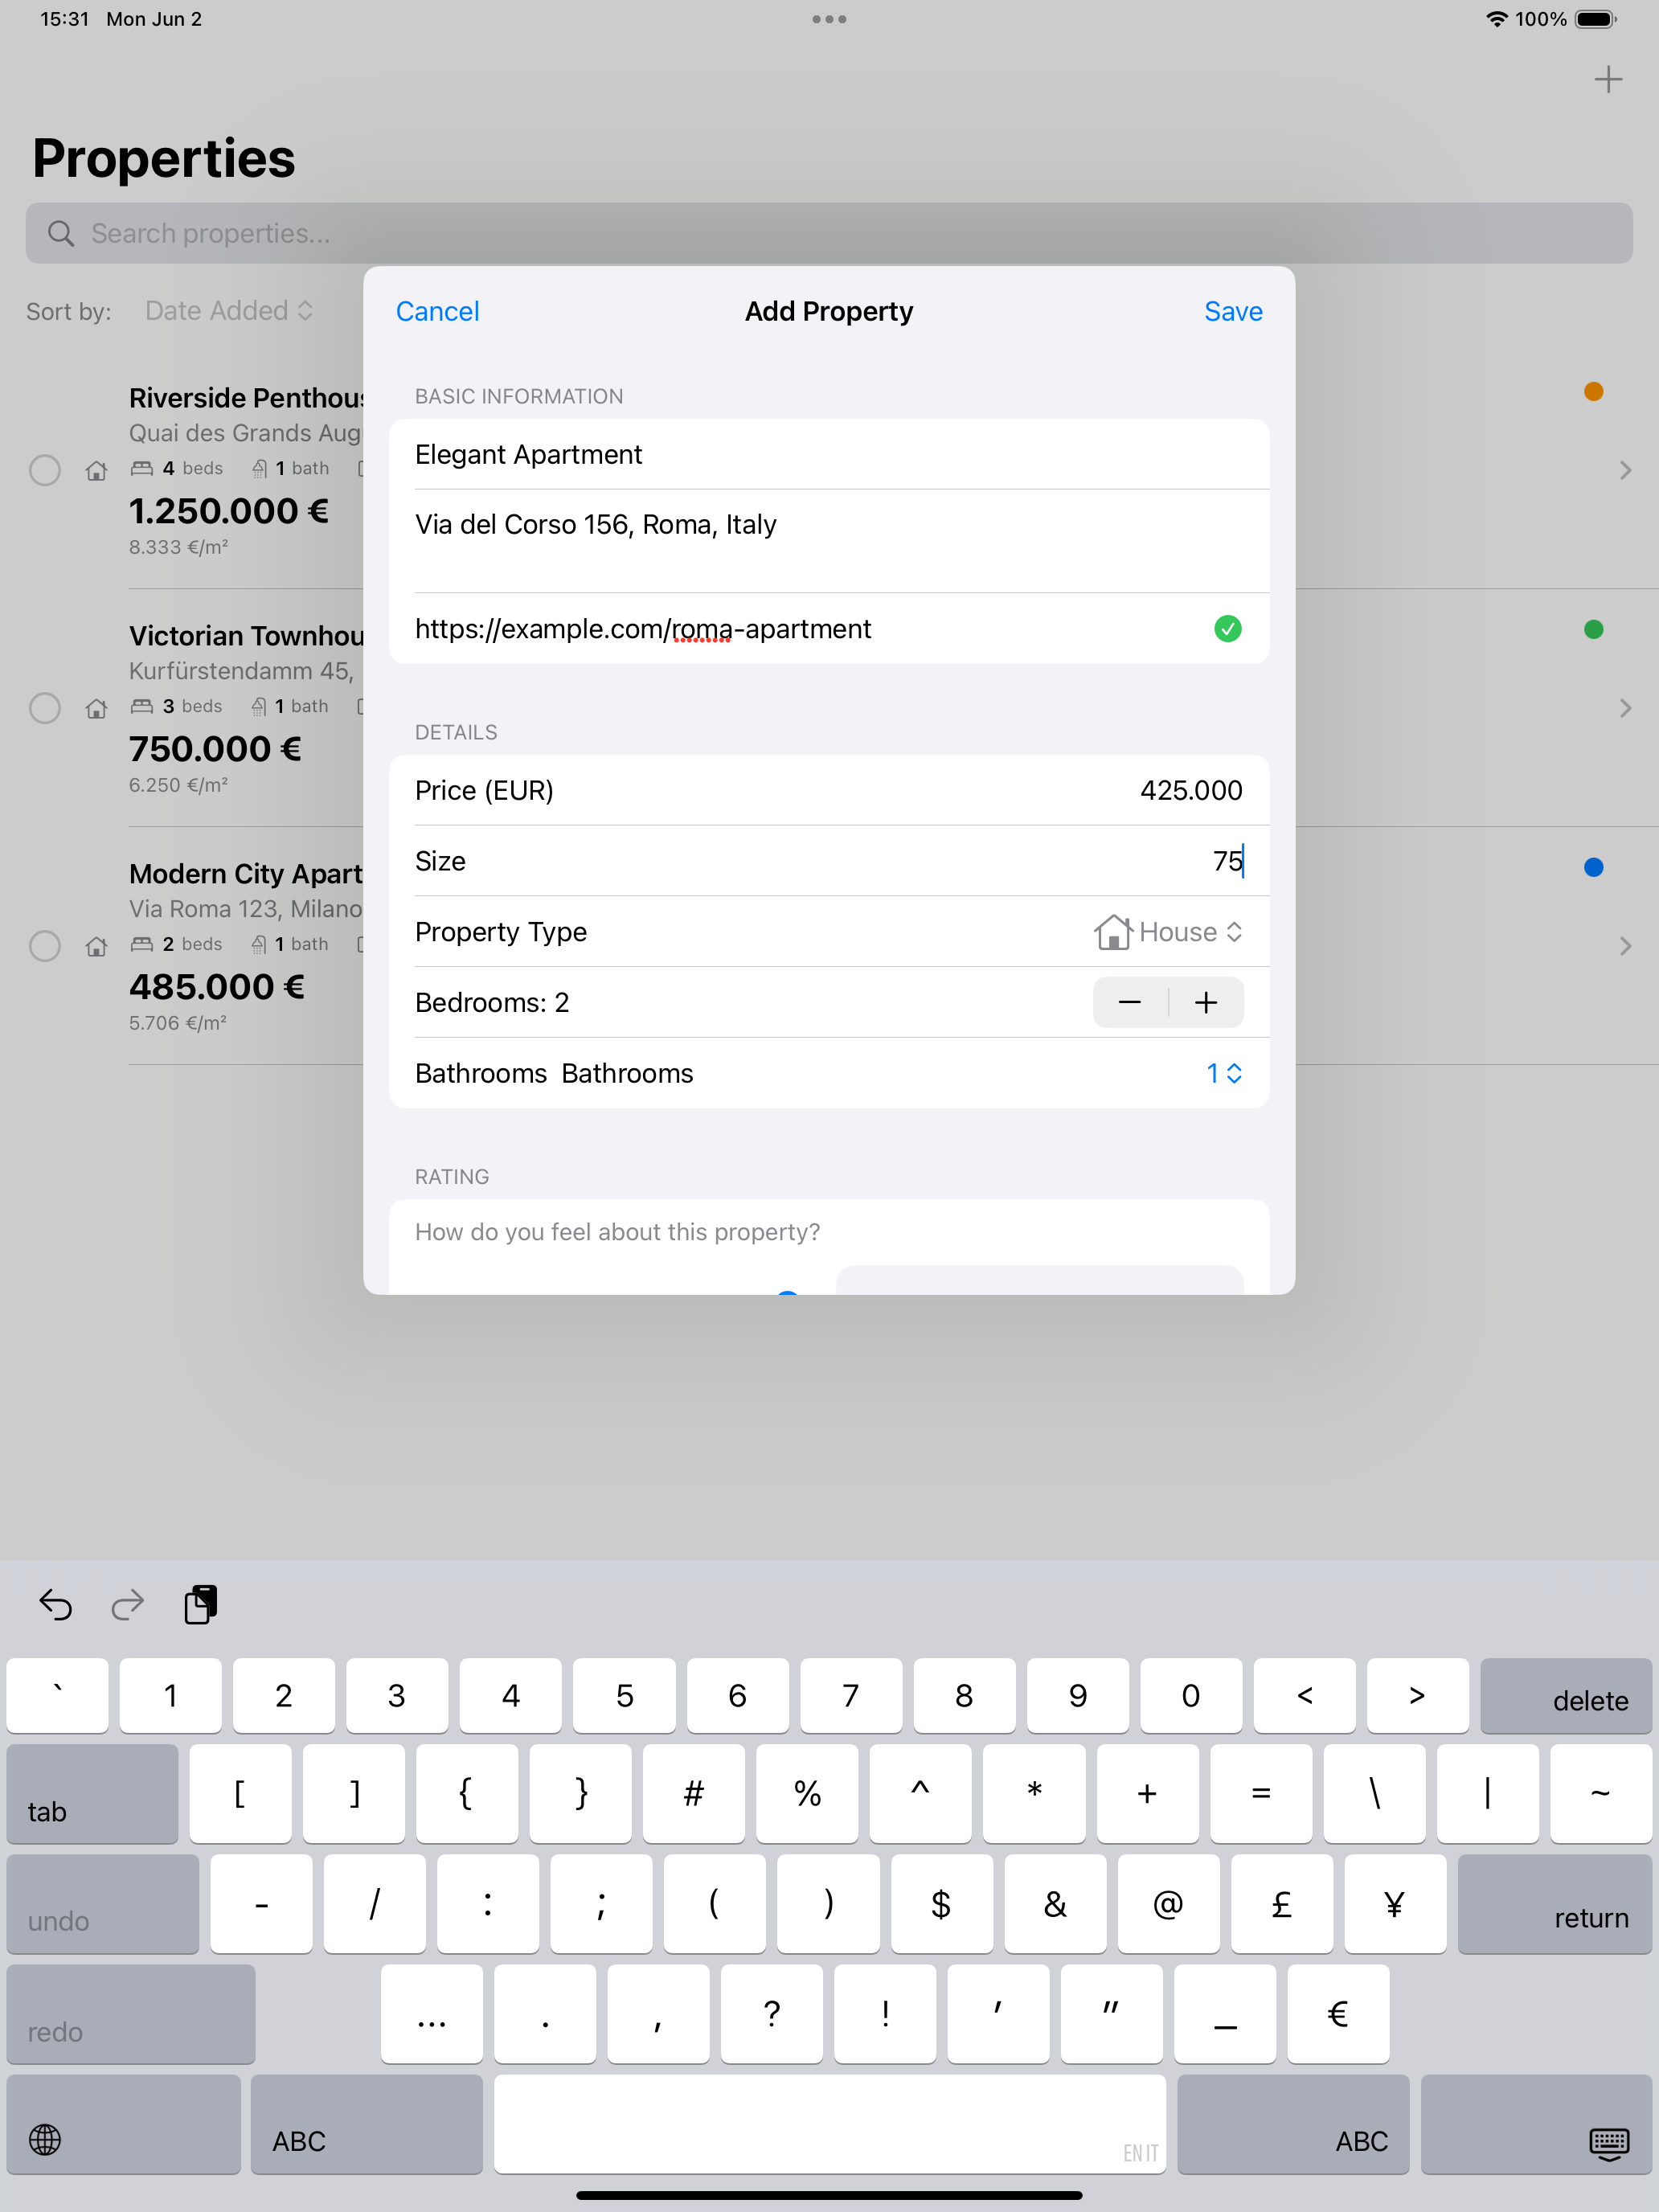 15:31 Mon Jun 2
100%
Properties
Search properties...
Sort by: Date Added
Cancel
Add Property
Save
Riverside Penthous
Quai des Grands Aug
4 beds 1 bath
1.250.000 €
8.333 €/m²
Victorian Townhou
Kurfürstendamm 45,
3 beds 1 bath
750.000 €
6.250 €/m²
Modern City Apart
Via Roma 123, Milano
2 beds 1 bath
485.000 €
5.706 €/m²
BASIC INFORMATION
Elegant Apartment
Via del Corso 156, Roma, Italy
https://example.com/roma-apartment
DETAILS
Price (EUR) 425.000
Size 75
Property Type House
Bedrooms: 2 − +
Bathrooms Bathrooms 1
RATING
How do you feel about this property?
` 1 2 3 4 5 6 7 8 9 0 < > delete
tab [ ] { } # % ^ * + = \ | ~
undo - / : ; ( ) $ & @ £ ¥ return
redo ... . , ? ! ' " _ €
ABC EN IT ABC